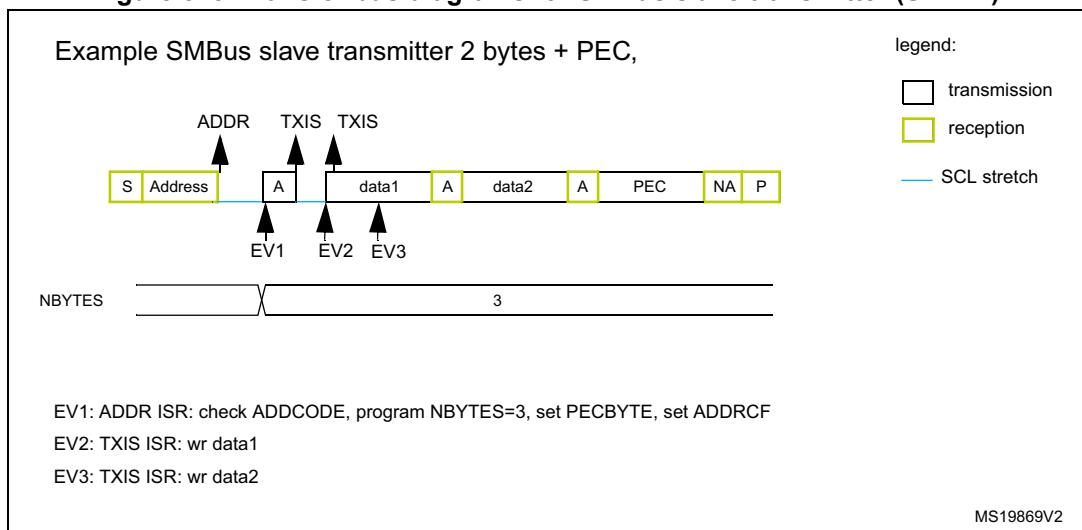 Example SMBus slave transmitter 2 bytes + PEC,
legend:
transmission
reception
SCL stretch
ADDR TXIS TXIS
S Address A data1 A data2 A PEC NA P
EV1 EV2 EV3
NBYTES 3
EV1: ADDR ISR: check ADDCODE, program NBYTES=3, set PECBYTE, set ADDRCF
EV2: TXIS ISR: wr data1
EV3: TXIS ISR: wr data2
MS19869V2